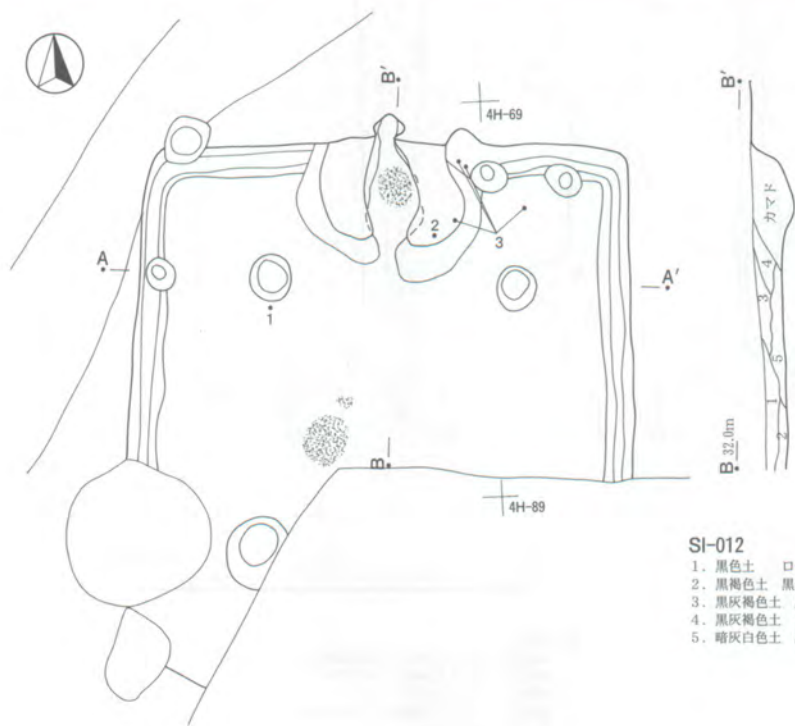 B'
4H-69
A
A'
1
2
3
B
4H-89
B'
カマド
4
3
5
1
2
B 32.0m
SI-012
1. 黒色土 ロ
2. 黒褐色土 黒
3. 黒灰褐色土
4. 黒灰褐色土
5. 暗灰白色土